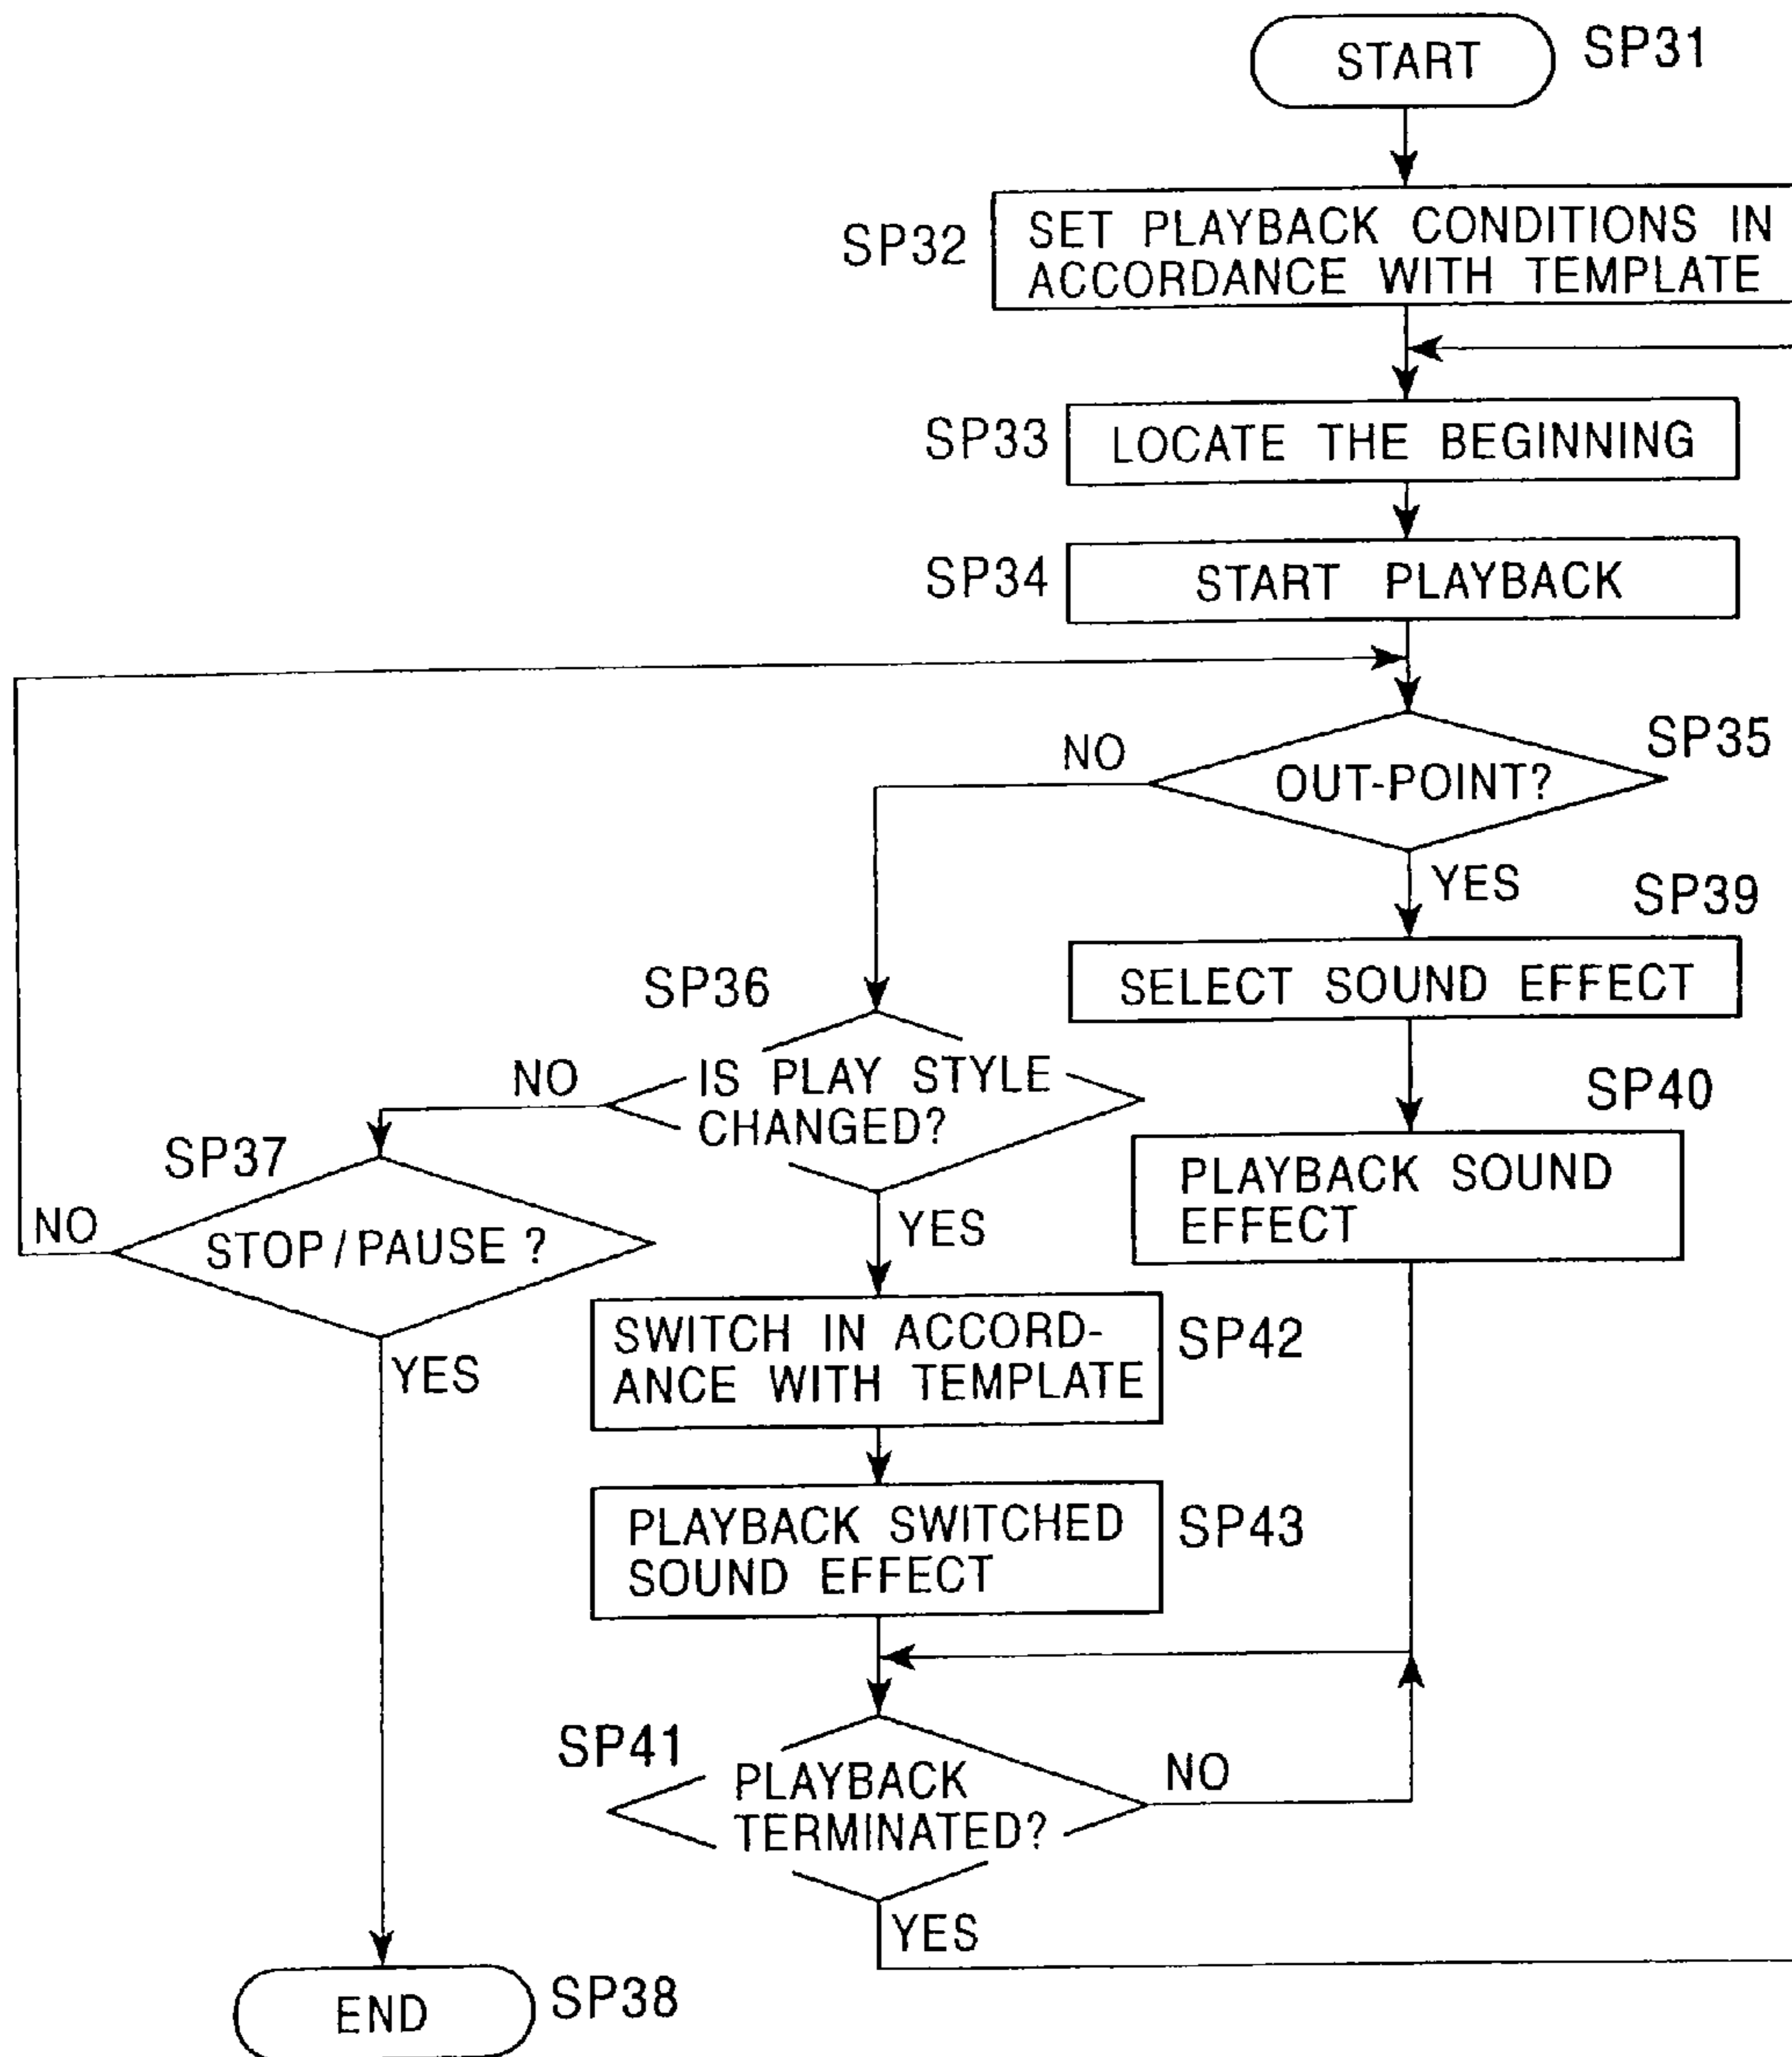 START
SP31
SP32
SET PLAYBACK CONDITIONS IN
ACCORDANCE WITH TEMPLATE
SP33
LOCATE THE BEGINNING
SP34
START PLAYBACK
SP35
NO
OUT-POINT?
YES
SP39
SELECT SOUND EFFECT
SP36
NO
IS PLAY STYLE
CHANGED?
SP40
PLAYBACK SOUND
EFFECT
SP37
NO
STOP/PAUSE ?
YES
YES
SWITCH IN ACCORD-
ANCE WITH TEMPLATE
SP42
PLAYBACK SWITCHED
SOUND EFFECT
SP43
SP41
PLAYBACK
TERMINATED?
NO
YES
END
SP38